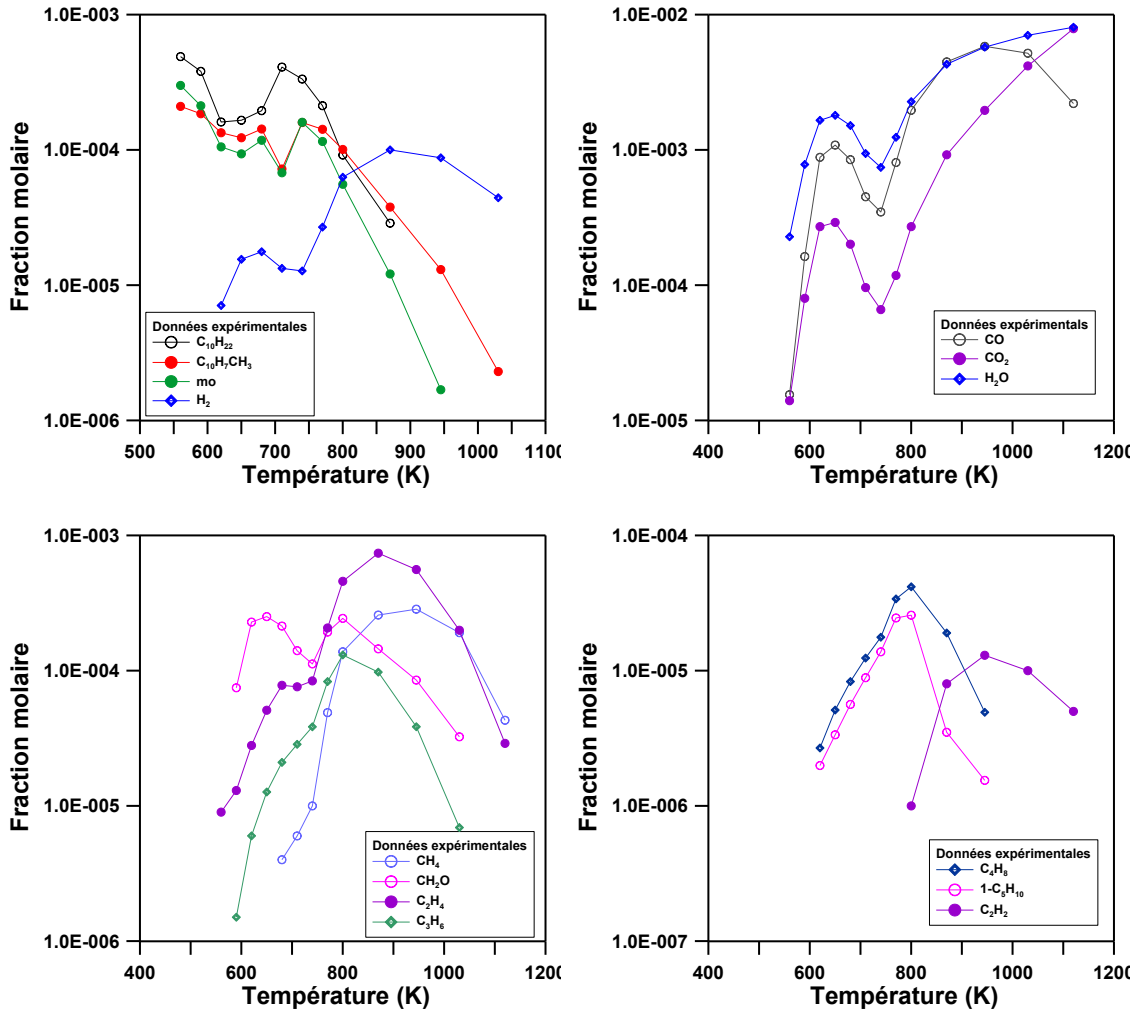 1.0E-003
1.0E-004
1.0E-005
1.0E-006
Fraction molaire
Données expérimentales
C₁₀H₂₂
C₁₀H₇CH₃
mo
H₂
500 600 700 800 900 1000 1100
Température (K)
1.0E-002
1.0E-003
1.0E-004
1.0E-005
Fraction molaire
Données expérimentals
CO
CO₂
H₂O
400 600 800 1000 1200
Température (K)
1.0E-003
1.0E-004
1.0E-005
1.0E-006
Fraction molaire
Données expérimentales
CH₄
CH₂O
C₂H₄
C₃H₆
400 600 800 1000 1200
Température (K)
1.0E-004
1.0E-005
1.0E-006
1.0E-007
Fraction molaire
Données expérimentales
C₄H₈
1-C₅H₁₀
C₂H₂
400 600 800 1000 1200
Température (K)